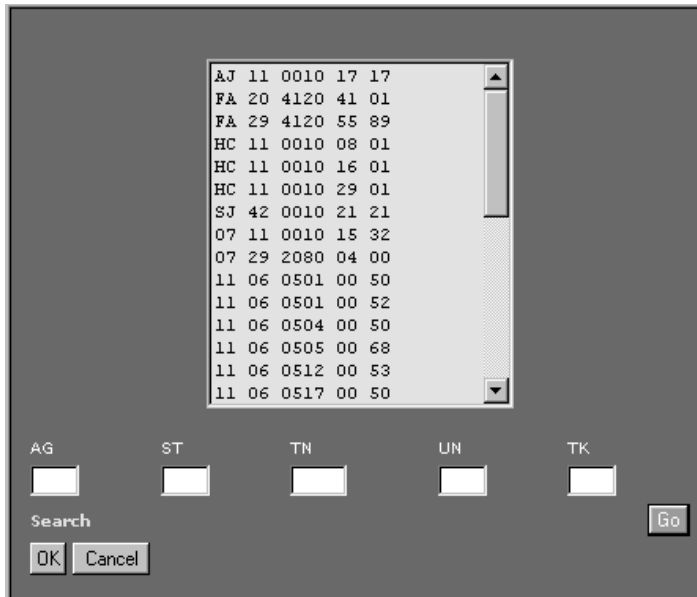 AJ 11 0010 17 17
FA 20 4120 41 01
FA 29 4120 55 89
HC 11 0010 08 01
HC 11 0010 16 01
HC 11 0010 29 01
SJ 42 0010 21 21
07 11 0010 15 32
07 29 2080 04 00
11 06 0501 00 50
11 06 0501 00 52
11 06 0504 00 50
11 06 0505 00 68
11 06 0512 00 53
11 06 0517 00 50
AG ST TN UN TK
Search Go
OK Cancel